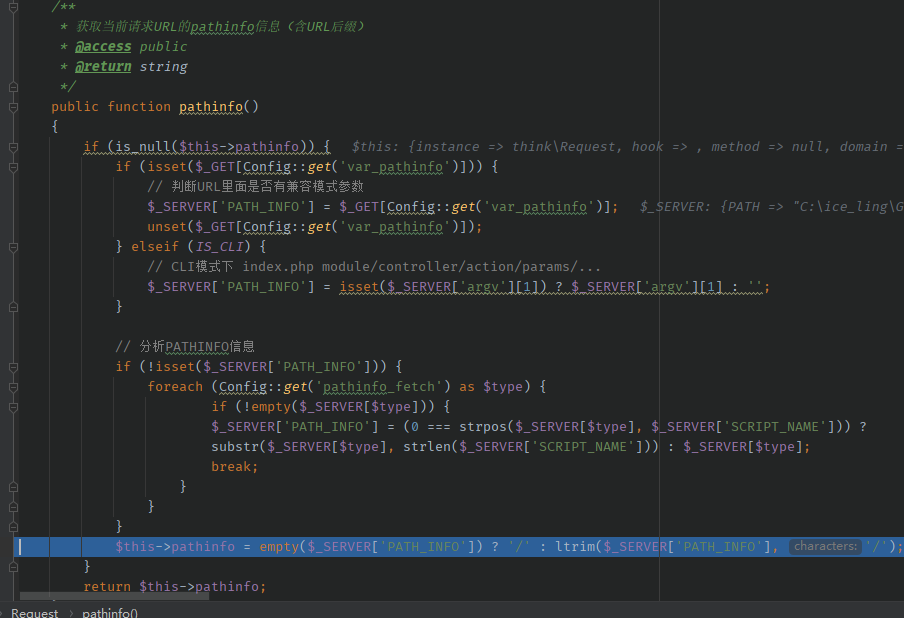 /**
 * 获取当前请求URL的pathinfo信息（含URL后缀）
 * @access public
 * @return string
 */
public function pathinfo()
{
    if (is_null($this->pathinfo)) {   $this: {instance => think\Request, hook => , method => null, domain =
        if (isset($_GET[Config::get('var_pathinfo')])) {
            // 判断URL里面是否有兼容模式参数
            $_SERVER['PATH_INFO'] = $_GET[Config::get('var_pathinfo')];   $_SERVER: {PATH => "C:\ice_ling\G
            unset($_GET[Config::get('var_pathinfo')]);
        } elseif (IS_CLI) {
            // CLI模式下 index.php module/controller/action/params/...
            $_SERVER['PATH_INFO'] = isset($_SERVER['argv'][1]) ? $_SERVER['argv'][1] : '';
        }
        // 分析PATHINFO信息
        if (!isset($_SERVER['PATH_INFO'])) {
            foreach (Config::get('pathinfo_fetch') as $type) {
                    if (!empty($_SERVER[$type])) {
                    $_SERVER['PATH_INFO'] = (0 === strpos($_SERVER[$type], $_SERVER['SCRIPT_NAME'])) ?
                    substr($_SERVER[$type], strlen($_SERVER['SCRIPT_NAME'])) : $_SERVER[$type];
                    break;
                }
            }
        }
        $this->pathinfo = empty($_SERVER['PATH_INFO']) ? '/' : ltrim($_SERVER['PATH_INFO'], characters: '/');
    }
    return $this->pathinfo;
Request › pathinfo()